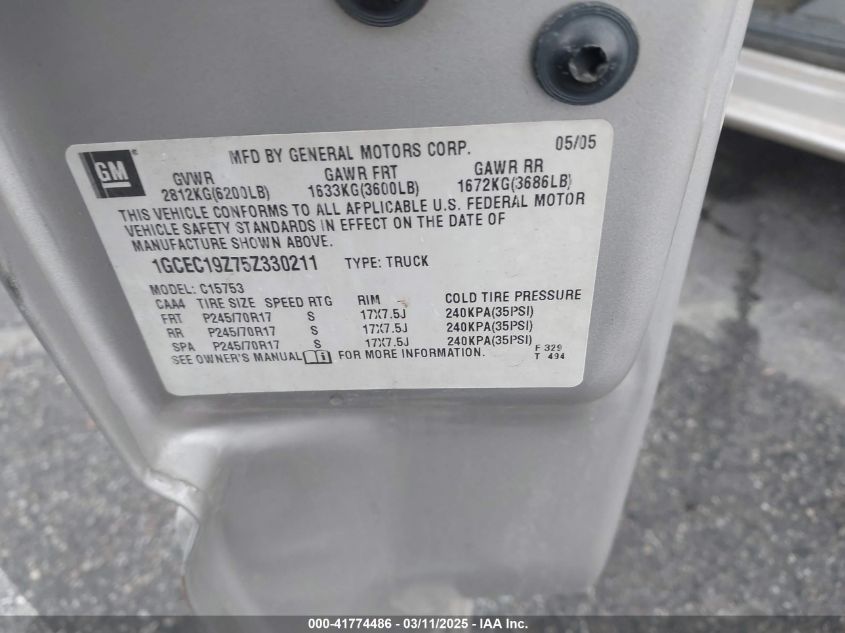 GM
MFD BY GENERAL MOTORS CORP. 05/05
GVWR GAWR FRT GAWR RR
2812KG(6200LB) 1633KG(3600LB) 1672KG(3686LB)
THIS VEHICLE CONFORMS TO ALL APPLICABLE U.S. FEDERAL MOTOR
VEHICLE SAFETY STANDARDS IN EFFECT ON THE DATE OF
MANUFACTURE SHOWN ABOVE.
1GCEC19Z75Z330211 TYPE: TRUCK
MODEL: C15753
CAA4 TIRE SIZE SPEED RTG RIM COLD TIRE PRESSURE
FRT P245/70R17 S 17X7.5J 240KPA(35PSI)
RR P245/70R17 S 17X7.5J 240KPA(35PSI)
SPA P245/70R17 S 17X7.5J 240KPA(35PSI)
SEE OWNER'S MANUAL FOR MORE INFORMATION. F 329
T 494
000-41774486 - 03/11/2025 - IAA Inc.